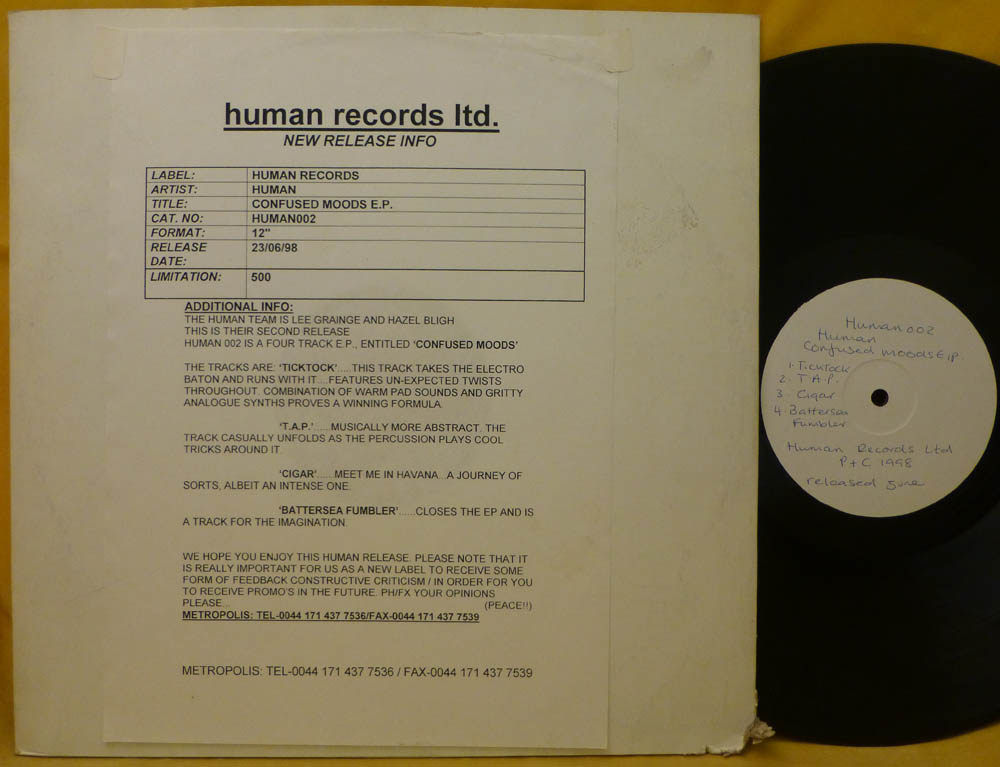 human records ltd.
NEW RELEASE INFO
LABEL: HUMAN RECORDS
ARTIST: HUMAN
TITLE: CONFUSED MOODS E.P.
CAT. NO: HUMAN002
FORMAT: 12"
RELEASE 23/06/98
DATE:
LIMITATION: 500
ADDITIONAL INFO:
THE HUMAN TEAM IS LEE GRAINGE AND HAZEL BLIGH
THIS IS THEIR SECOND RELEASE
HUMAN 002 IS A FOUR TRACK E.P., ENTITLED 'CONFUSED MOODS'
THE TRACKS ARE: 'TICKTOCK'.....THIS TRACK TAKES THE ELECTRO
BATON AND RUNS WITH IT....FEATURES UN-EXPECTED TWISTS
THROUGHOUT. COMBINATION OF WARM PAD SOUNDS AND GRITTY
ANALOGUE SYNTHS PROVES A WINNING FORMULA.
'T.A.P.'......MUSICALLY MORE ABSTRACT. THE
TRACK CASUALLY UNFOLDS AS THE PERCUSSION PLAYS COOL
TRICKS AROUND IT.
'CIGAR'.....MEET ME IN HAVANA...A JOURNEY OF
SORTS, ALBEIT AN INTENSE ONE.
'BATTERSEA FUMBLER'......CLOSES THE EP AND IS
A TRACK FOR THE IMAGINATION.
WE HOPE YOU ENJOY THIS HUMAN RELEASE. PLEASE NOTE THAT IT
IS REALLY IMPORTANT FOR US AS A NEW LABEL TO RECEIVE SOME
FORM OF FEEDBACK CONSTRUCTIVE CRITICISM / IN ORDER FOR YOU
TO RECEIVE PROMO'S IN THE FUTURE. PH/FX YOUR OPINIONS
PLEASE... (PEACE!!)
METROPOLIS: TEL-0044 171 437 7536/FAX-0044 171 437 7539
METROPOLIS: TEL-0044 171 437 7536 / FAX-0044 171 437 7539
Human 002
Human
Confused moods E.P.
1. Ticktock
2. T.A.P.
3. Cigar
4. Battersea
Fumbler
Human Records Ltd
P + C 1998
released June